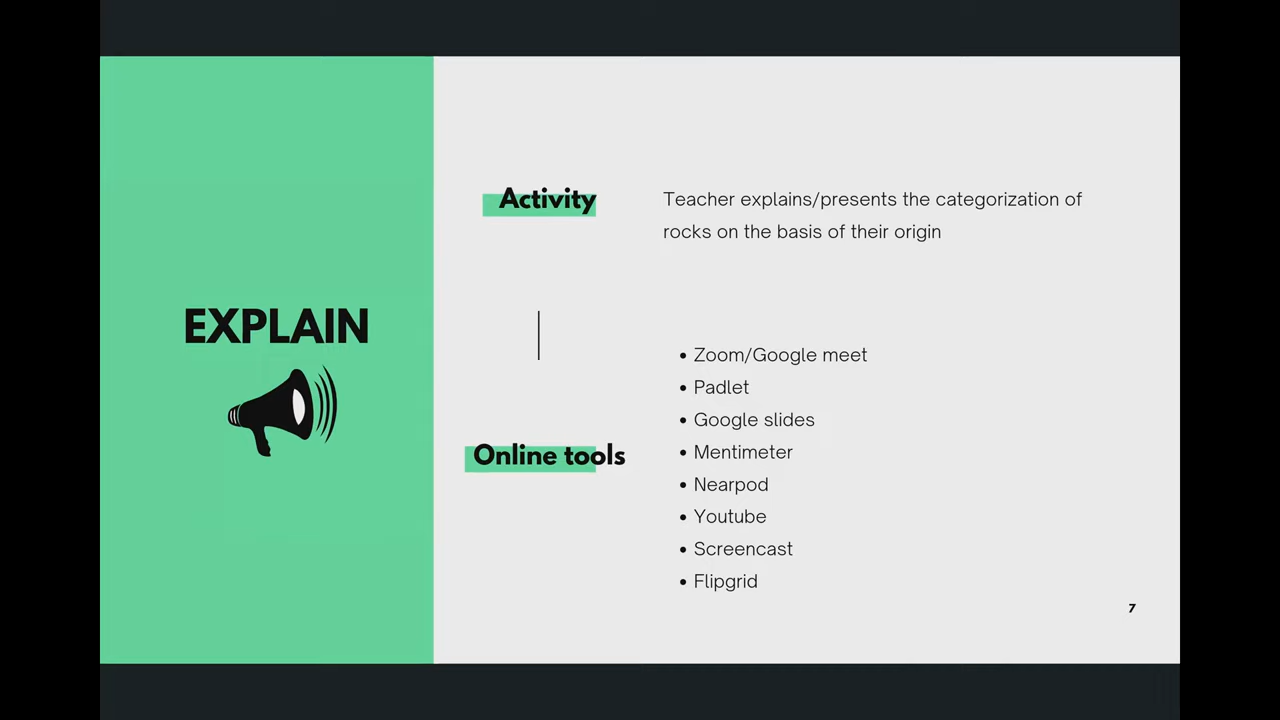 EXPLAIN
Activity
Teacher explains/presents the categorization of
rocks on the basis of their origin
Online tools
• Zoom/Google meet
• Padlet
• Google slides
• Mentimeter
• Nearpod
• Youtube
• Screencast
• Flipgrid
7